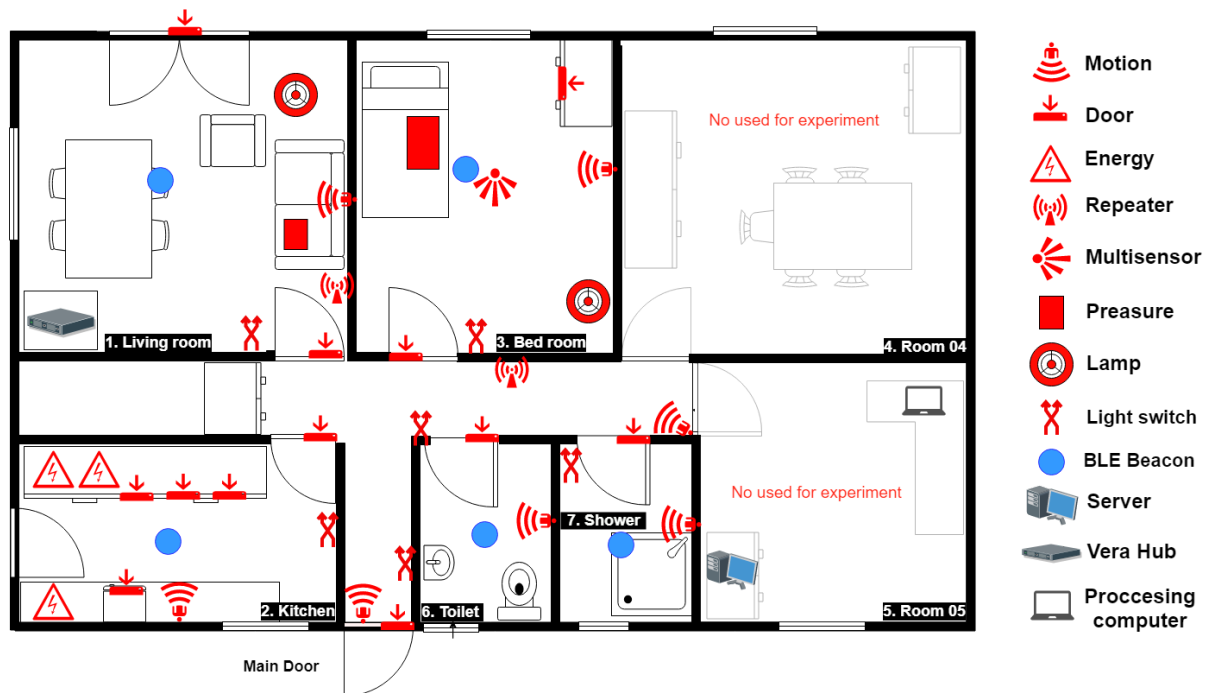 No used for experiment
1. Living room
3. Bed room
4. Room 04
No used for experiment
7. Shower
2. Kitchen
6. Toilet
5. Room 05
Main Door
Motion
Door
Energy
Repeater
Multisensor
Preasure
Lamp
Light switch
BLE Beacon
Server
Vera Hub
Proccesing
computer